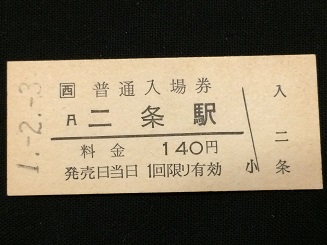 1.-2.-3
西 普通入場券
円 二条駅
料金 140円
発売日当日1回限り有効
入
二
小 条